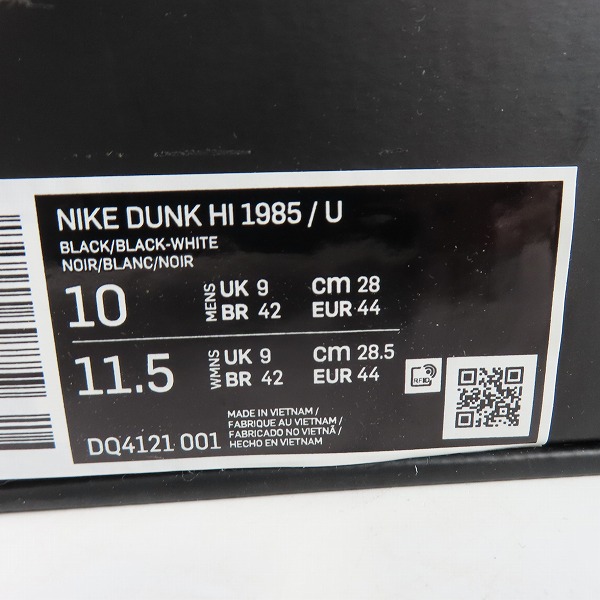 NIKE DUNK HI 1985 / U
BLACK/BLACK-WHITE
NOIR/BLANC/NOIR
10 MENS UK 9 cm 28
BR 42 EUR 44
11.5 WMNS UK 9 cm 28.5
BR 42 EUR 44
RFID
DQ4121 001
MADE IN VIETNAM /
FABRIQUE AU VIETNAM /
FABRICADO NO VIETNÃ /
HECHO EN VIETNAM